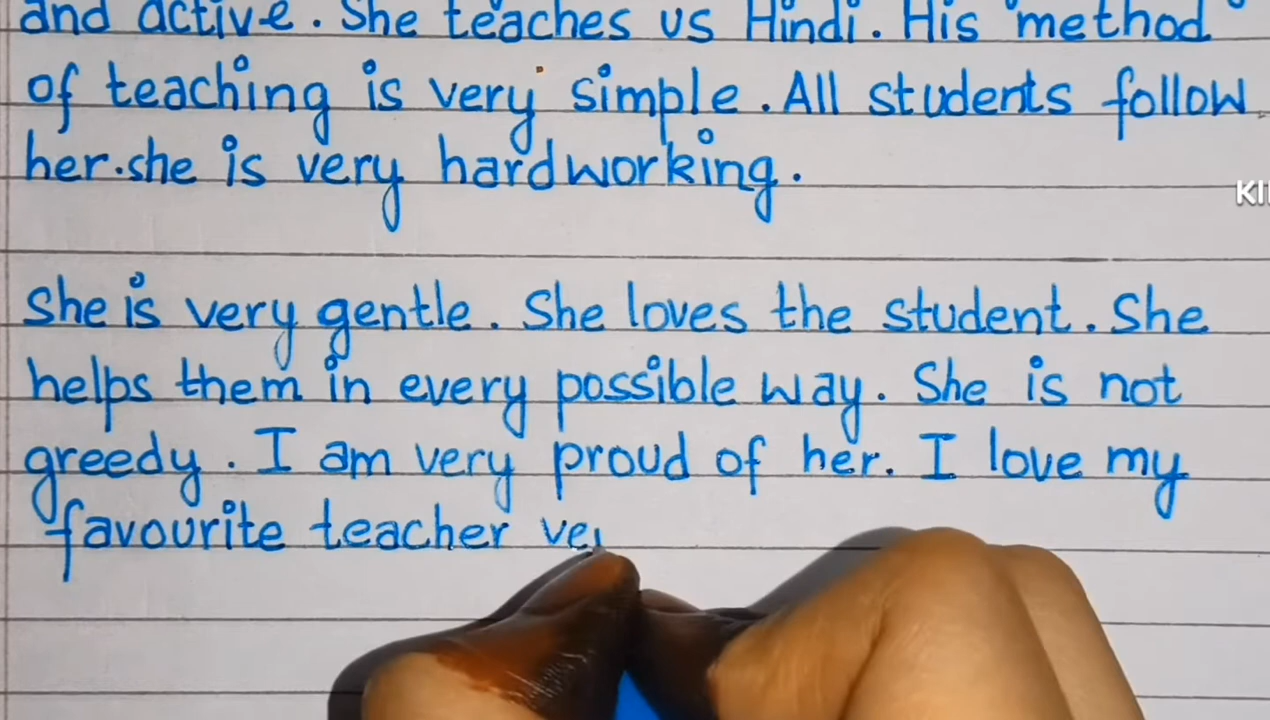 and active. She teaches us Hindi. His method
of teaching is very simple. All students follow
her. she is very hardworking.
She is very gentle. She loves the student. She
helps them in every possible way. She is not
greedy. I am very proud of her. I love my
favourite teacher